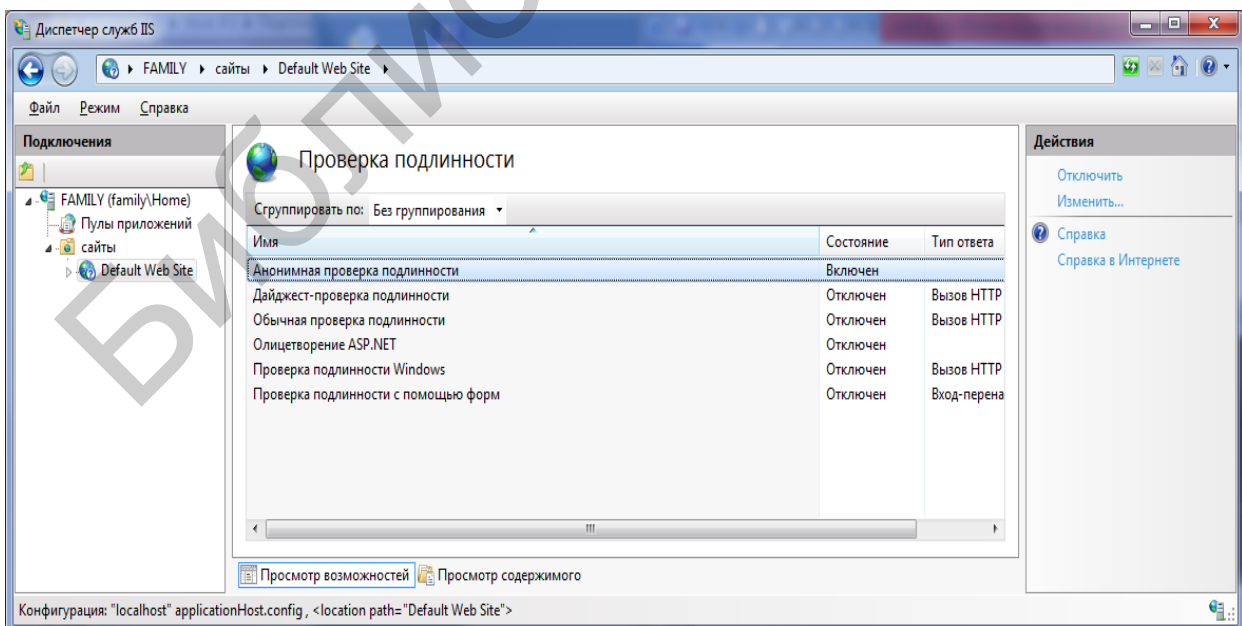 Диспетчер служб IIS
FAMILY
сайты
Default Web Site
Файл Режим Справка
Подключения
FAMILY (family\Home)
Пулы приложений
сайты
Default Web Site
Проверка подлинности
Сгруппировать по: Без группирования
Имя Состояние Тип ответа
Анонимная проверка подлинности Включен
Дайджест-проверка подлинности Отключен Вызов HTTP
Обычная проверка подлинности Отключен Вызов HTTP
Олицетворение ASP.NET Отключен
Проверка подлинности Windows Отключен Вызов HTTP
Проверка подлинности с помощью форм Отключен Вход-перена
Просмотр возможностей Просмотр содержимого
Действия
Отключить
Изменить...
Справка
Справка в Интернете
Конфигурация: "localhost" applicationHost.config , <location path="Default Web Site">
Библио